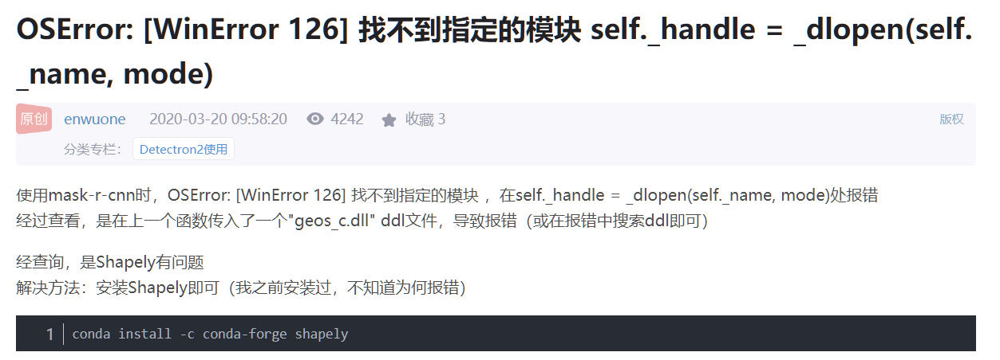 OSError: [WinError 126] 找不到指定的模块 self._handle = _dlopen(self.
_name, mode)
原创 enwuone 2020-03-20 09:58:20 4242 收藏 3 版权
分类专栏： Detectron2使用
使用mask-r-cnn时，OSError: [WinError 126] 找不到指定的模块 ，在self._handle = _dlopen(self._name, mode)处报错
经过查看，是在上一个函数传入了一个"geos_c.dll" ddl文件，导致报错（或在报错中搜索ddl即可）
经查询，是Shapely有问题
解决方法：安装Shapely即可（我之前安装过，不知道为何报错）
1 conda install -c conda-forge shapely